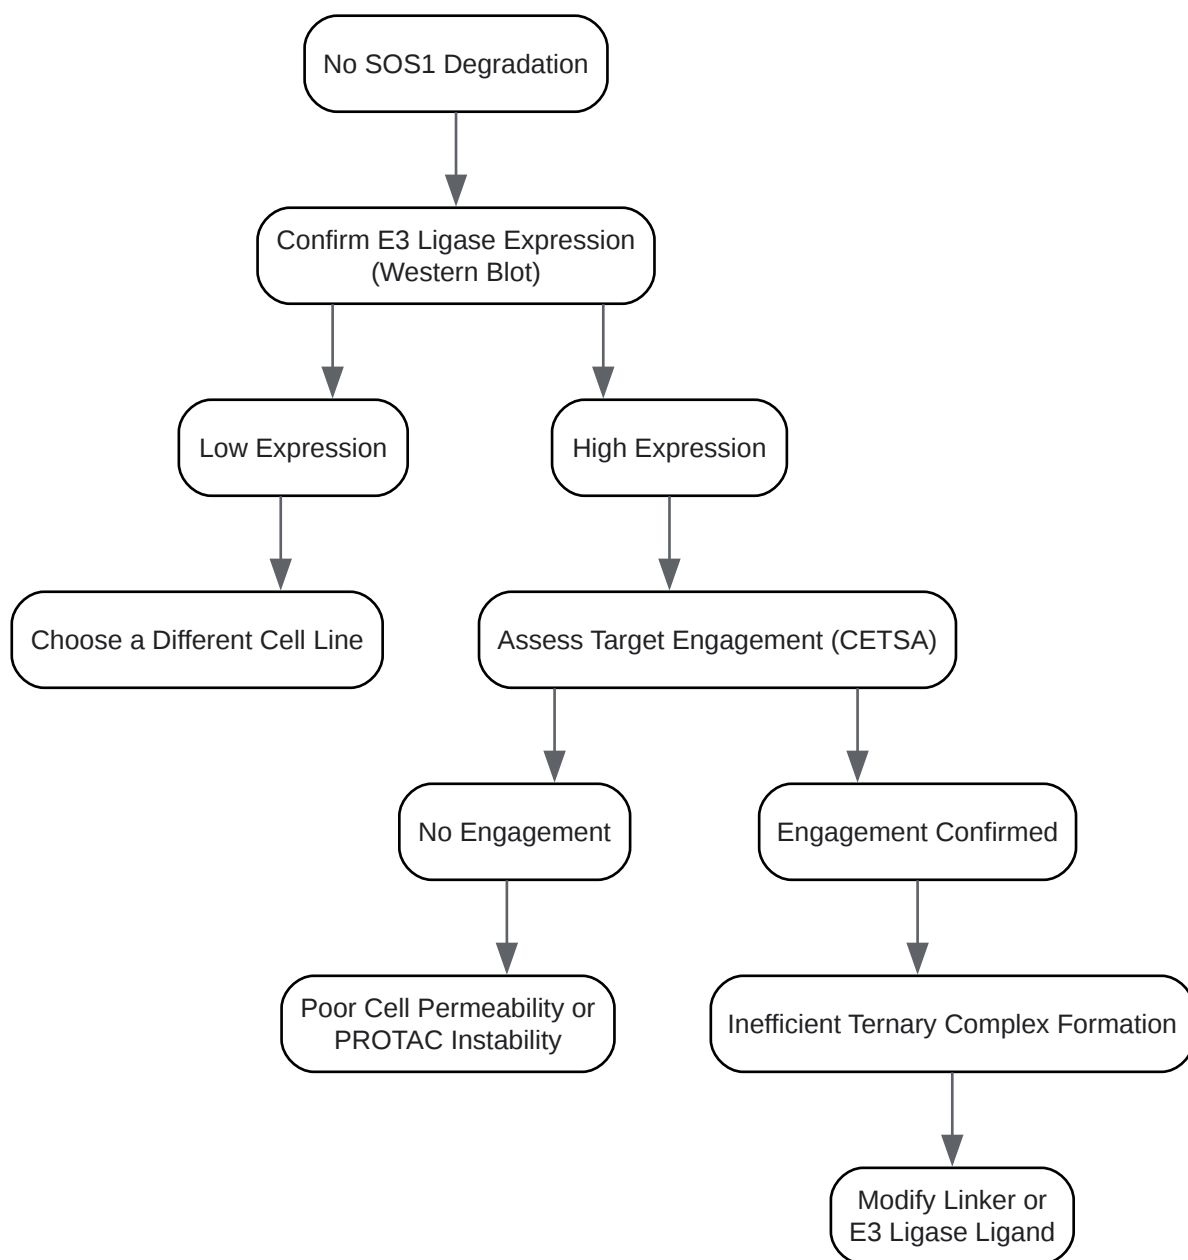 No SOS1 Degradation
Confirm E3 Ligase Expression
(Western Blot)
Low Expression
High Expression
Choose a Different Cell Line
Assess Target Engagement (CETSA)
No Engagement
Engagement Confirmed
Poor Cell Permeability or
PROTAC Instability
Inefficient Ternary Complex Formation
Modify Linker or
E3 Ligase Ligand